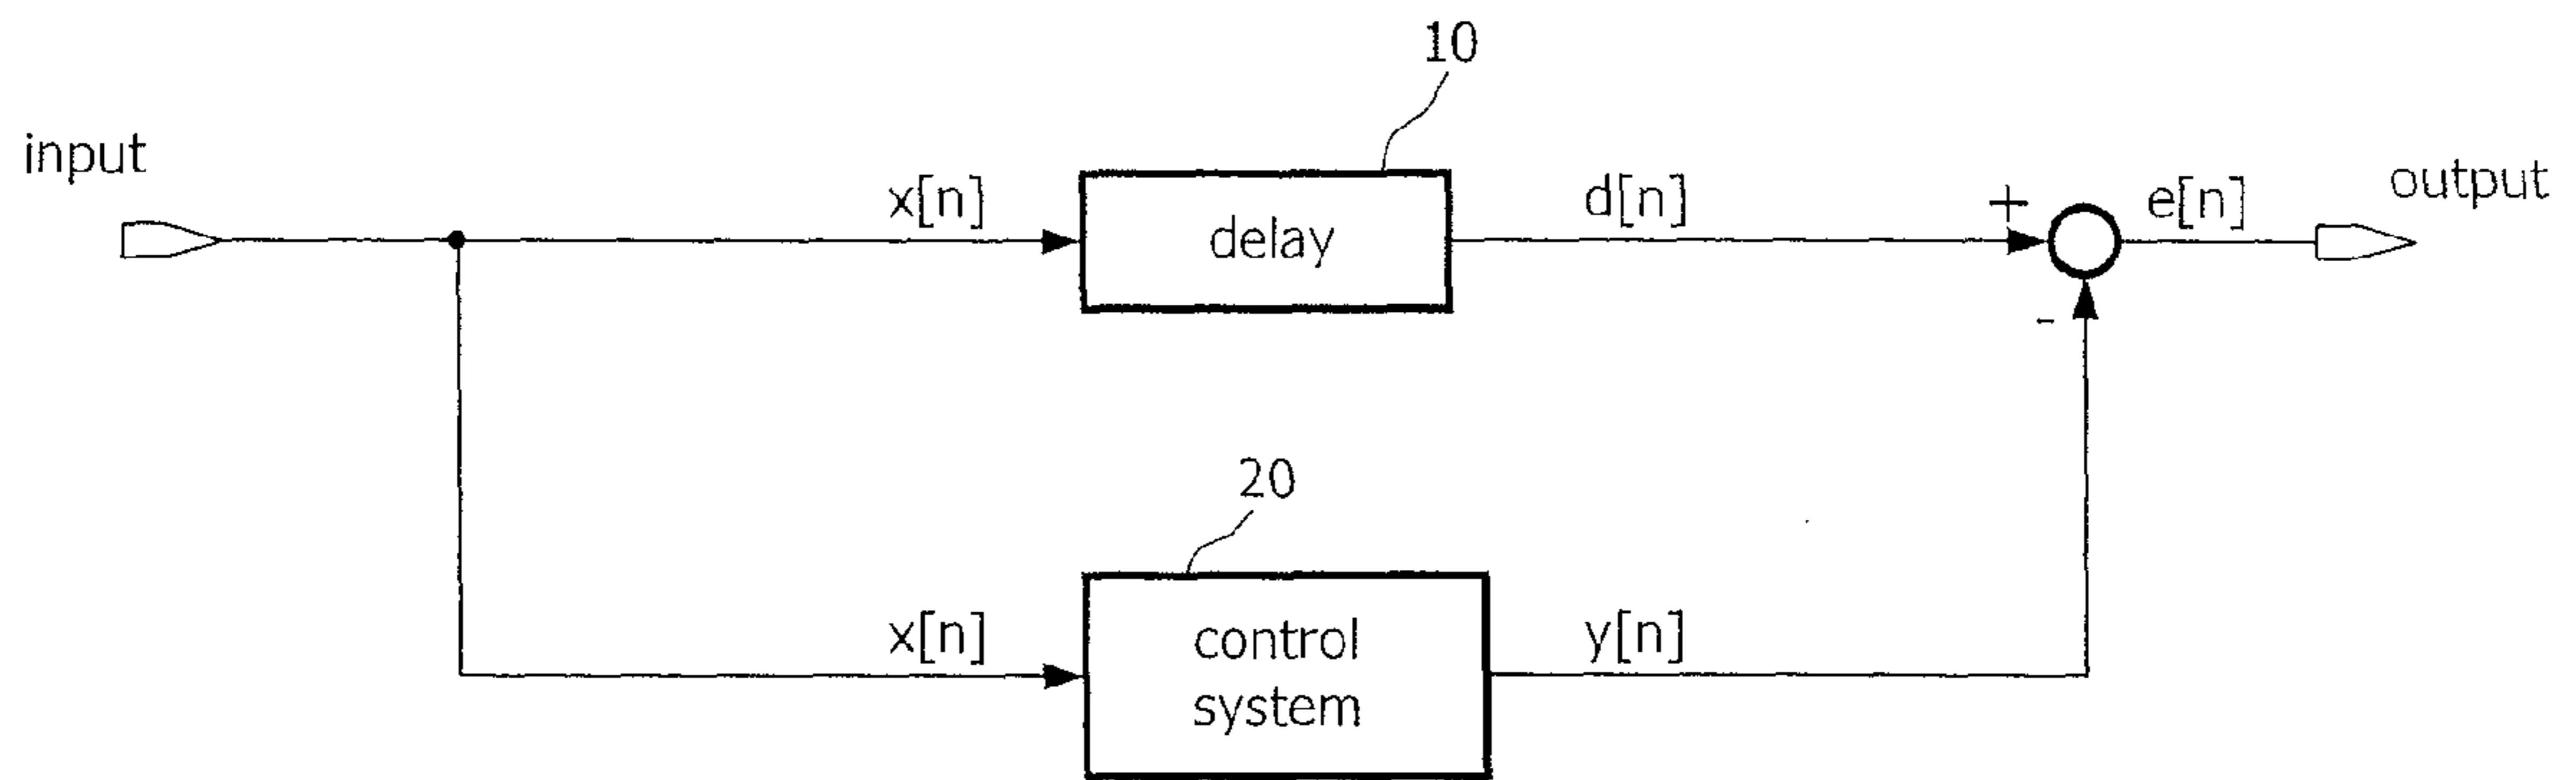 10
input
x[n]
delay
d[n]
+
e[n]
output
-
20
x[n]
control
system
y[n]